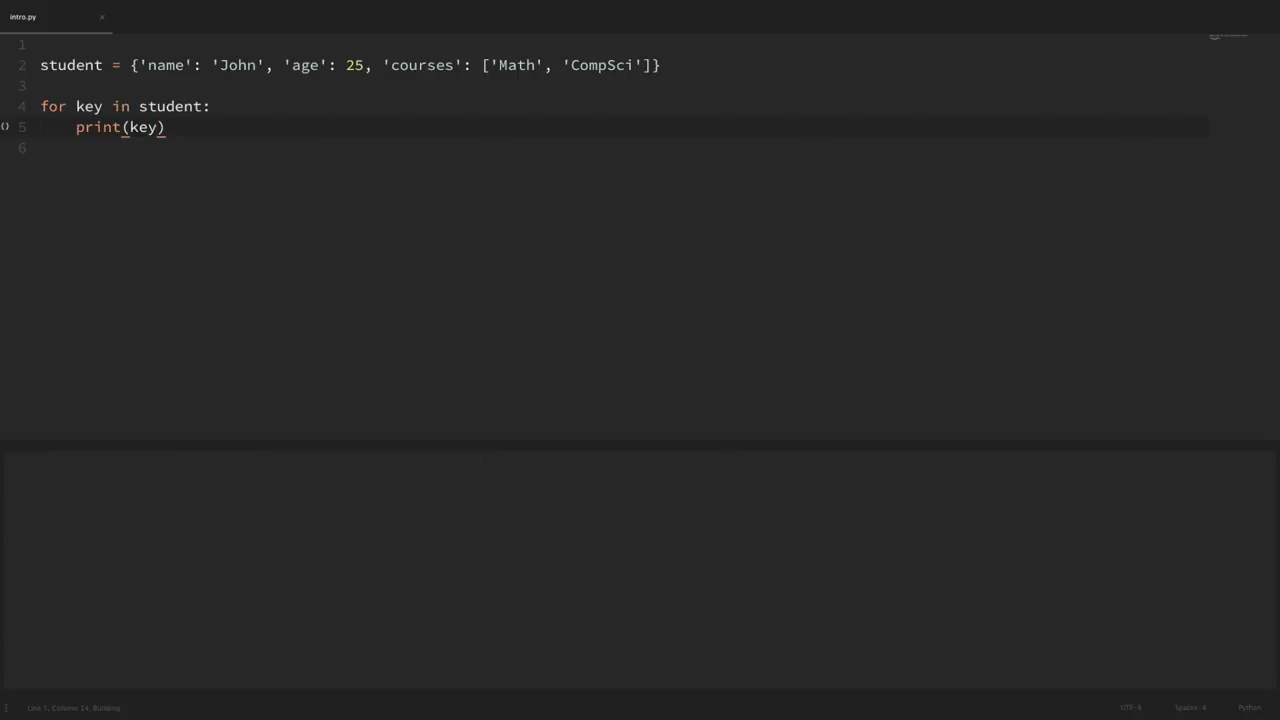 intro.py ×
1
2 student = {'name': 'John', 'age': 25, 'courses': ['Math', 'CompSci']}
3
4 for key in student:
5     print(key)
6
Line 5, Column 14, Building
UTF-8 Spaces: 4 Python